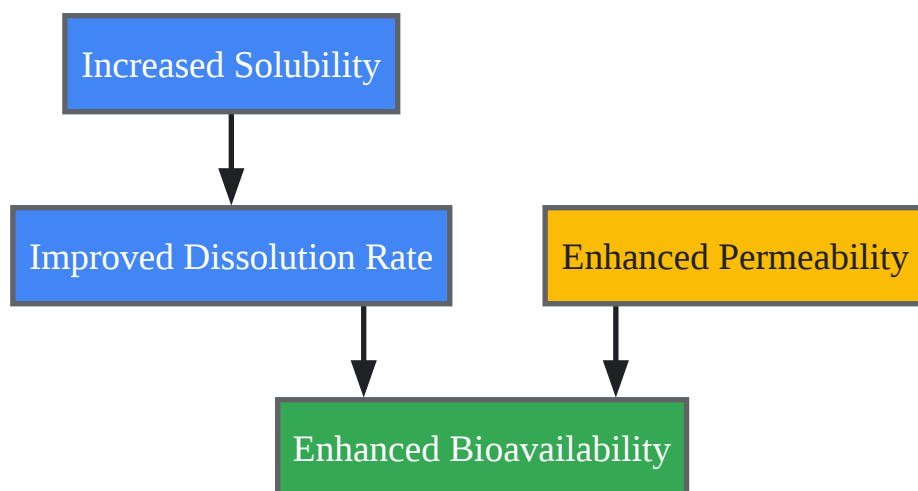 Increased Solubility
Improved Dissolution Rate
Enhanced Permeability
Enhanced Bioavailability